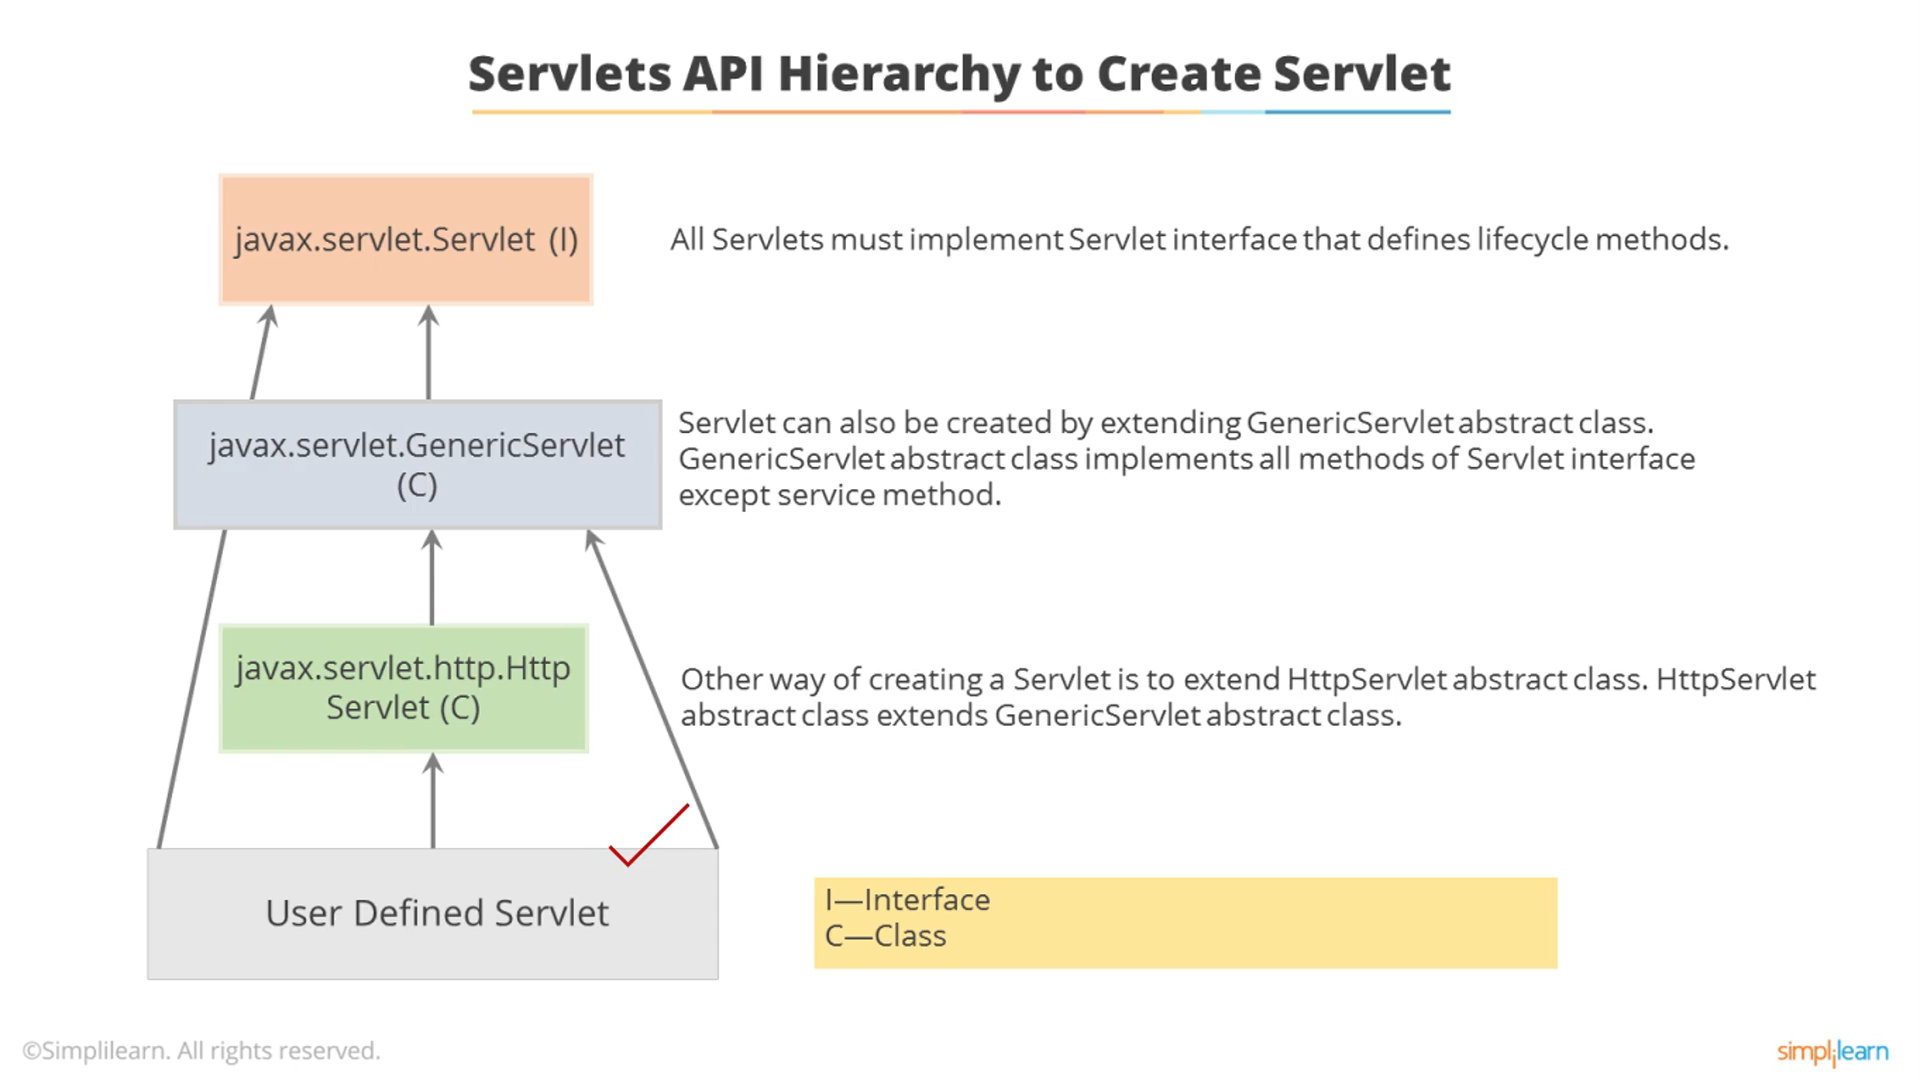 Servlets API Hierarchy to Create Servlet
javax.servlet.Servlet (I)
All Servlets must implement Servlet interface that defines lifecycle methods.
javax.servlet.GenericServlet
(C)
Servlet can also be created by extending GenericServlet abstract class.
GenericServlet abstract class implements all methods of Servlet interface
except service method.
javax.servlet.http.Http
Servlet (C)
Other way of creating a Servlet is to extend HttpServlet abstract class. HttpServlet
abstract class extends GenericServlet abstract class.
User Defined Servlet
I—Interface
C—Class
©Simplilearn. All rights reserved.
simplilearn